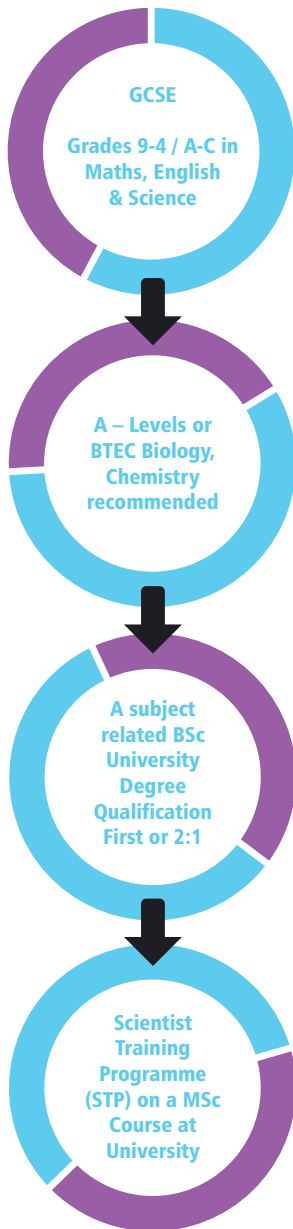 GCSE
Grades 9-4 / A-C in
Maths, English
& Science
A – Levels or
BTEC Biology,
Chemistry
recommended
A subject
related BSc
University
Degree
Qualification
First or 2:1
Scientist
Training
Programme
(STP) on a MSc
Course at
University